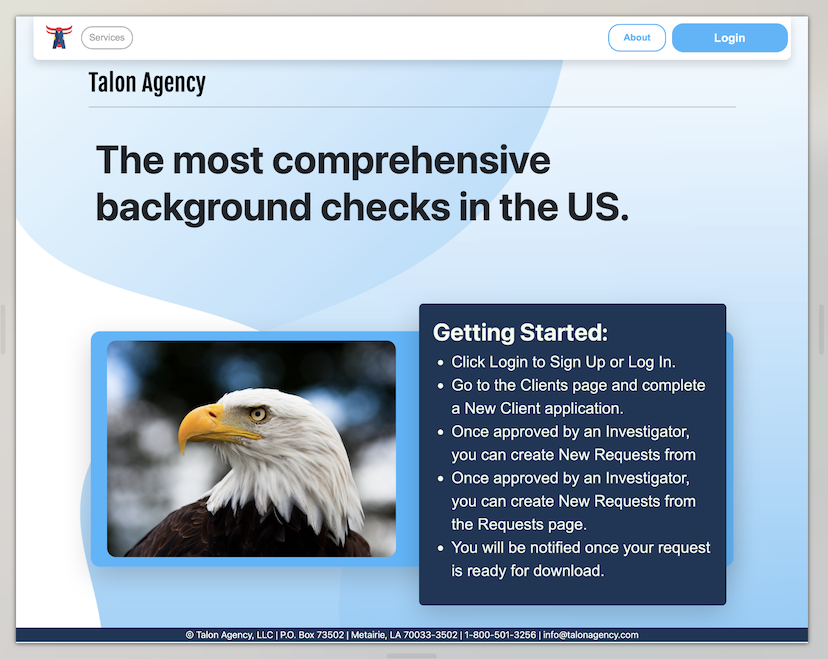 Services
About
Login
Talon Agency
The most comprehensive
background checks in the US.
Getting Started:
• Click Login to Sign Up or Log In.
• Go to the Clients page and complete
a New Client application.
• Once approved by an Investigator,
you can create New Requests from
• Once approved by an Investigator,
you can create New Requests from
the Requests page.
• You will be notified once your request
is ready for download.
© Talon Agency, LLC | P.O. Box 73502 | Metairie, LA 70033-3502 | 1-800-501-3256 | info@talonagency.com